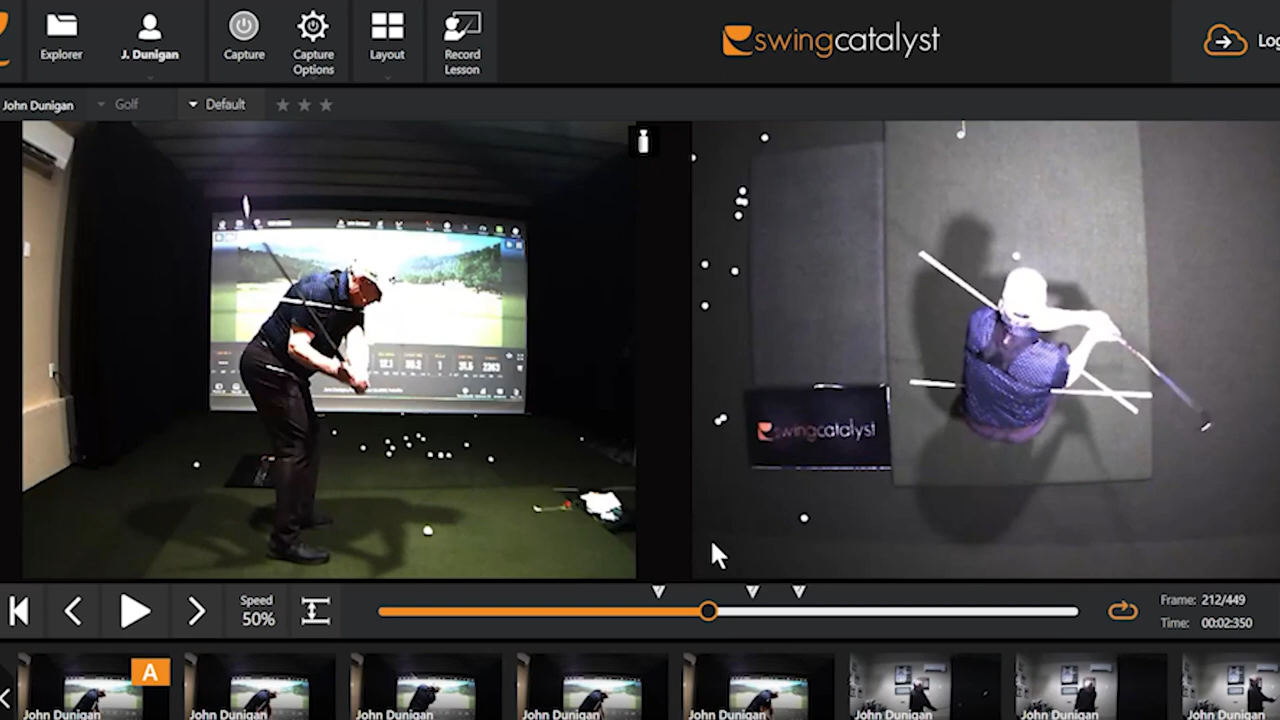 Explorer
J. Dunigan
Capture
Capture
Options
Layout
Record
Lesson
swingcatalyst
John Dunigan
Golf
Default
swingcatalyst
Speed
50%
Frame: 212/449
Time: 00:02:350
A
John Dunigan
John Dunigan
John Dunigan
John Dunigan
John Dunigan
John Dunigan
John Dunigan
John Dunigan